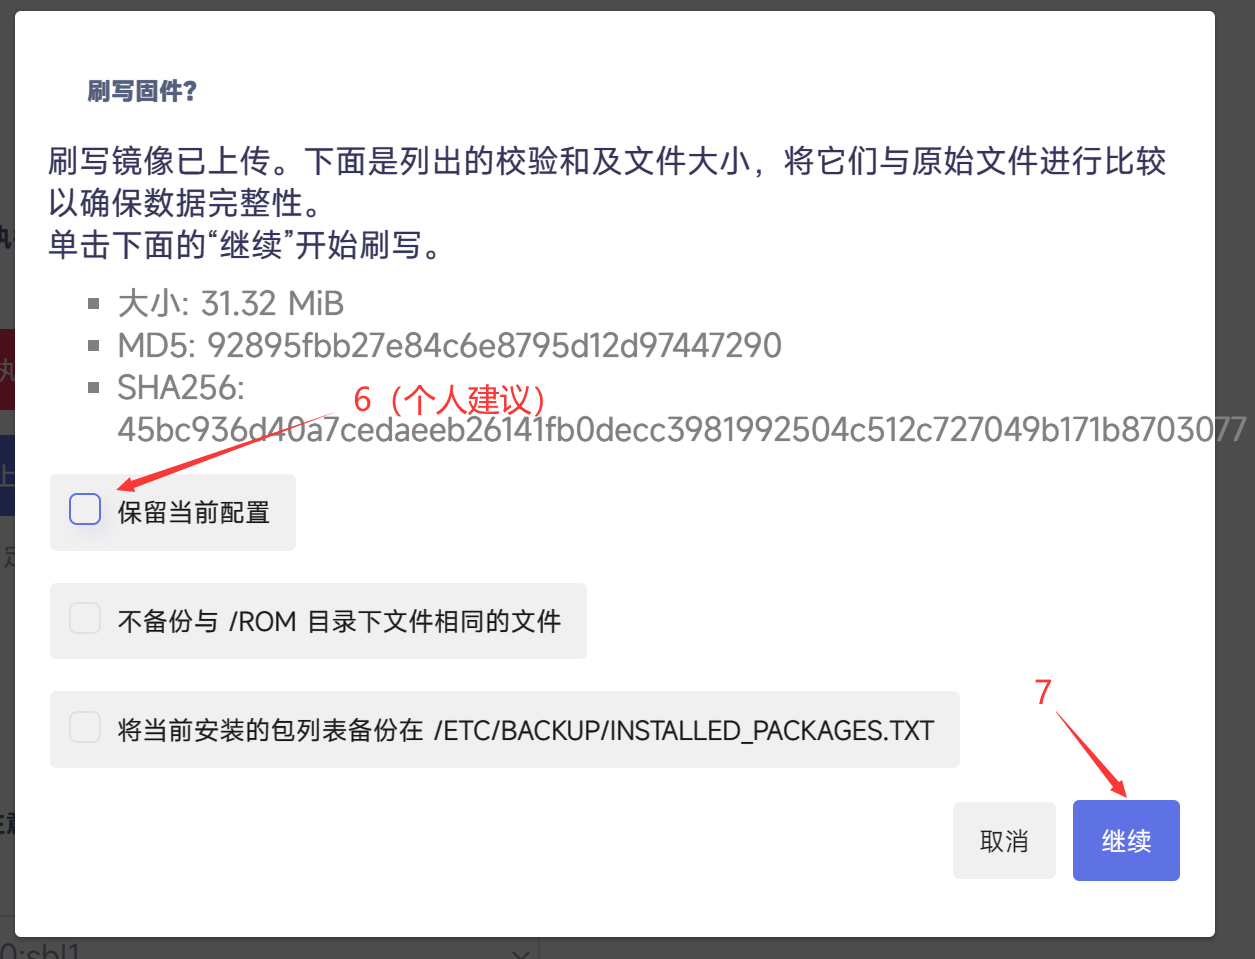 刷写固件?
刷写镜像已上传。下面是列出的校验和及文件大小，将它们与原始文件进行比较
以确保数据完整性。
单击下面的“继续”开始刷写。
大小: 31.32 MiB
MD5: 92895fbb27e84c6e8795d12d97447290
SHA256:
6（个人建议）
45bc936d40a7cedaeeb26141fb0decc3981992504c512c727049b171b8703077
保留当前配置
不备份与 /ROM 目录下文件相同的文件
将当前安装的包列表备份在 /ETC/BACKUP/INSTALLED_PACKAGES.TXT
7
取消
继续
0:sbl1